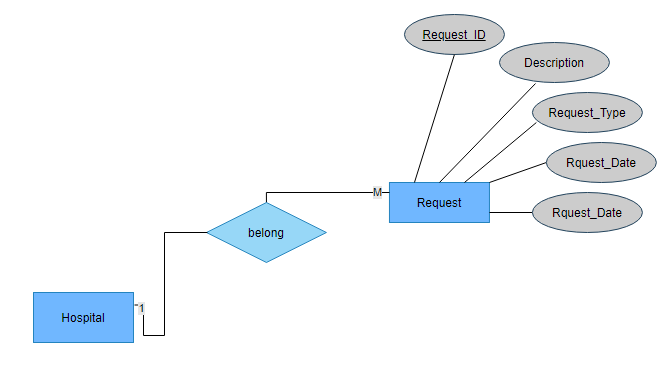 Request_ID
Description
Request_Type
Rquest_Date
M
Request
Rquest_Date
belong
1
Hospital